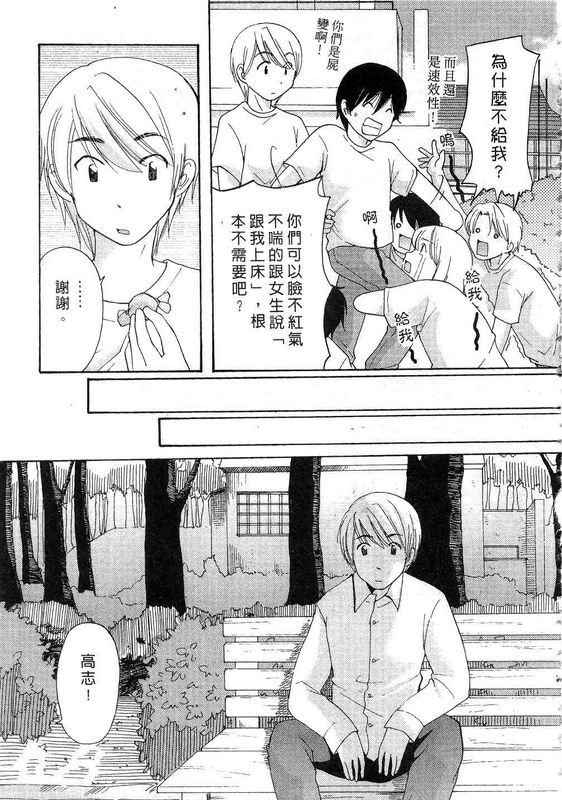 為什麼不給我？
而且還
是速效性！
你們是屍
變啊！
嗚
啊
給我
給我
你們可以臉不紅氣
不喘的跟女生說「
跟我上床」，根
本不需要吧？
……
謝謝。
高志！